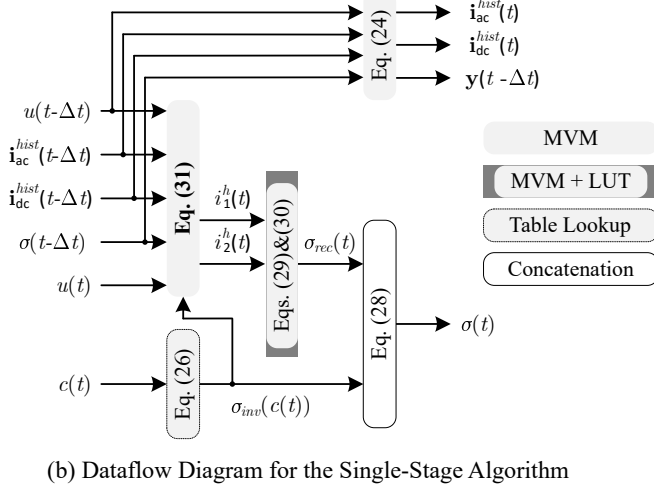 i_ac^hist(t)
i_dc^hist(t)
y(t -Δt)
Eq. (24)
u(t-Δt)
i_ac^hist(t-Δt)
i_dc^hist(t-Δt)
σ(t-Δt)
u(t)
Eq. (31)
i_1^h(t)
i_2^h(t)
Eqs. (29)&(30)
σ_rec(t)
Eq. (28)
σ(t)
c(t)
Eq. (26)
σ_inv(c(t))
MVM
MVM + LUT
Table Lookup
Concatenation
(b) Dataflow Diagram for the Single-Stage Algorithm